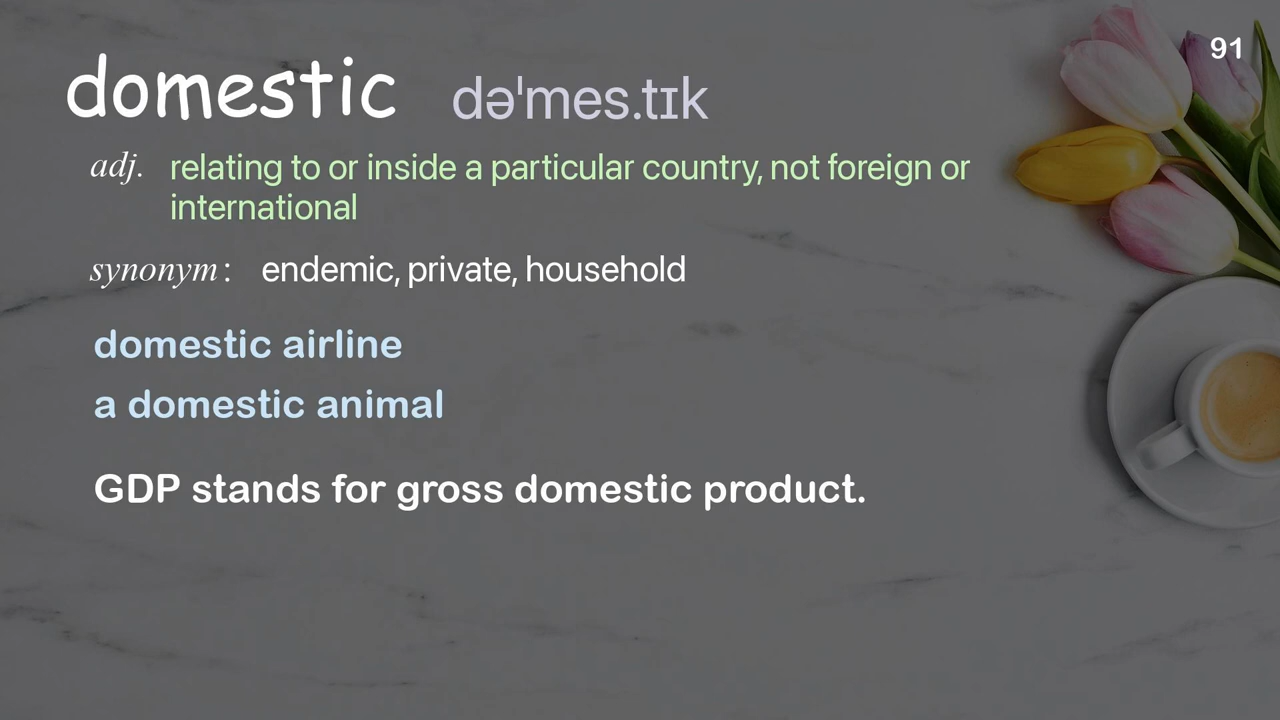 91
domestic dəˈmes.tɪk
adj. relating to or inside a particular country, not foreign or
international
synonym: endemic, private, household
domestic airline
a domestic animal
GDP stands for gross domestic product.